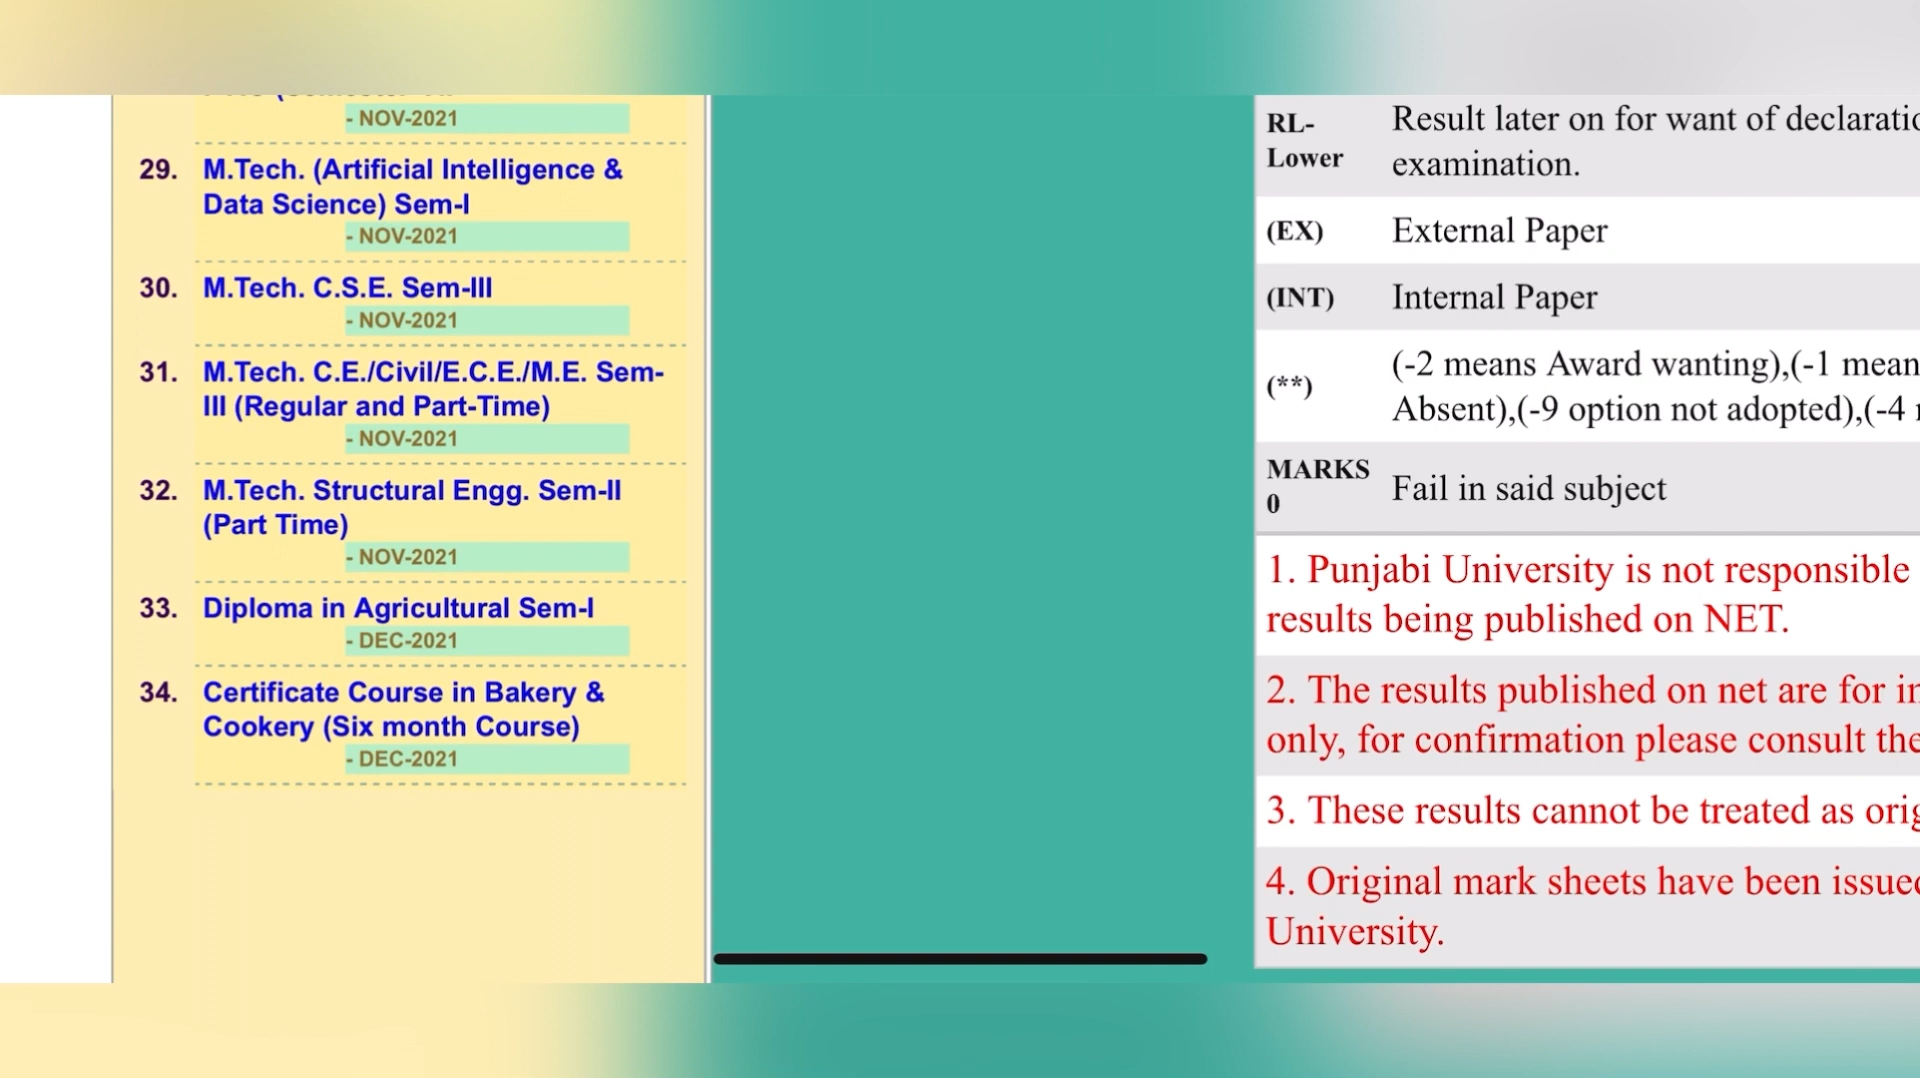 - NOV-2021
29. M.Tech. (Artificial Intelligence &
Data Science) Sem-I
- NOV-2021
30. M.Tech. C.S.E. Sem-III
- NOV-2021
31. M.Tech. C.E./Civil/E.C.E./M.E. Sem-
III (Regular and Part-Time)
- NOV-2021
32. M.Tech. Structural Engg. Sem-II
(Part Time)
- NOV-2021
33. Diploma in Agricultural Sem-I
- DEC-2021
34. Certificate Course in Bakery &
Cookery (Six month Course)
- DEC-2021
RL-
Lower
Result later on for want of
examination.
(EX) External Paper
(INT) Internal Paper
(**)
(-2 means Award wanting),(-1
Absent),(-9 option not adopted),(-4
MARKS
0
Fail in said subject
1. Punjabi University is not responsible
results being published on NET.
2. The results published on net are for
only, for confirmation please consult the
3. These results cannot be treated as
4. Original mark sheets have been
University.